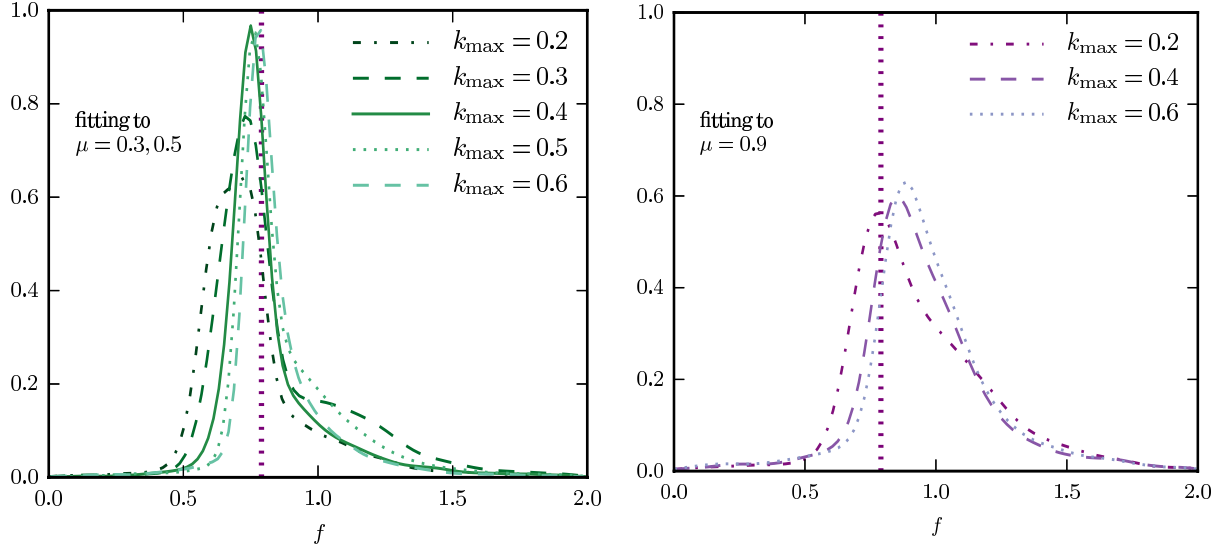 1.0
0.8
0.6
0.4
0.2
0.0
fitting to
μ = 0.3, 0.5
k_max = 0.2
k_max = 0.3
k_max = 0.4
k_max = 0.5
k_max = 0.6
0.0 0.5 1.0 1.5 2.0
f
1.0
0.8
0.6
0.4
0.2
0.0
fitting to
μ = 0.9
k_max = 0.2
k_max = 0.4
k_max = 0.6
0.0 0.5 1.0 1.5 2.0
f